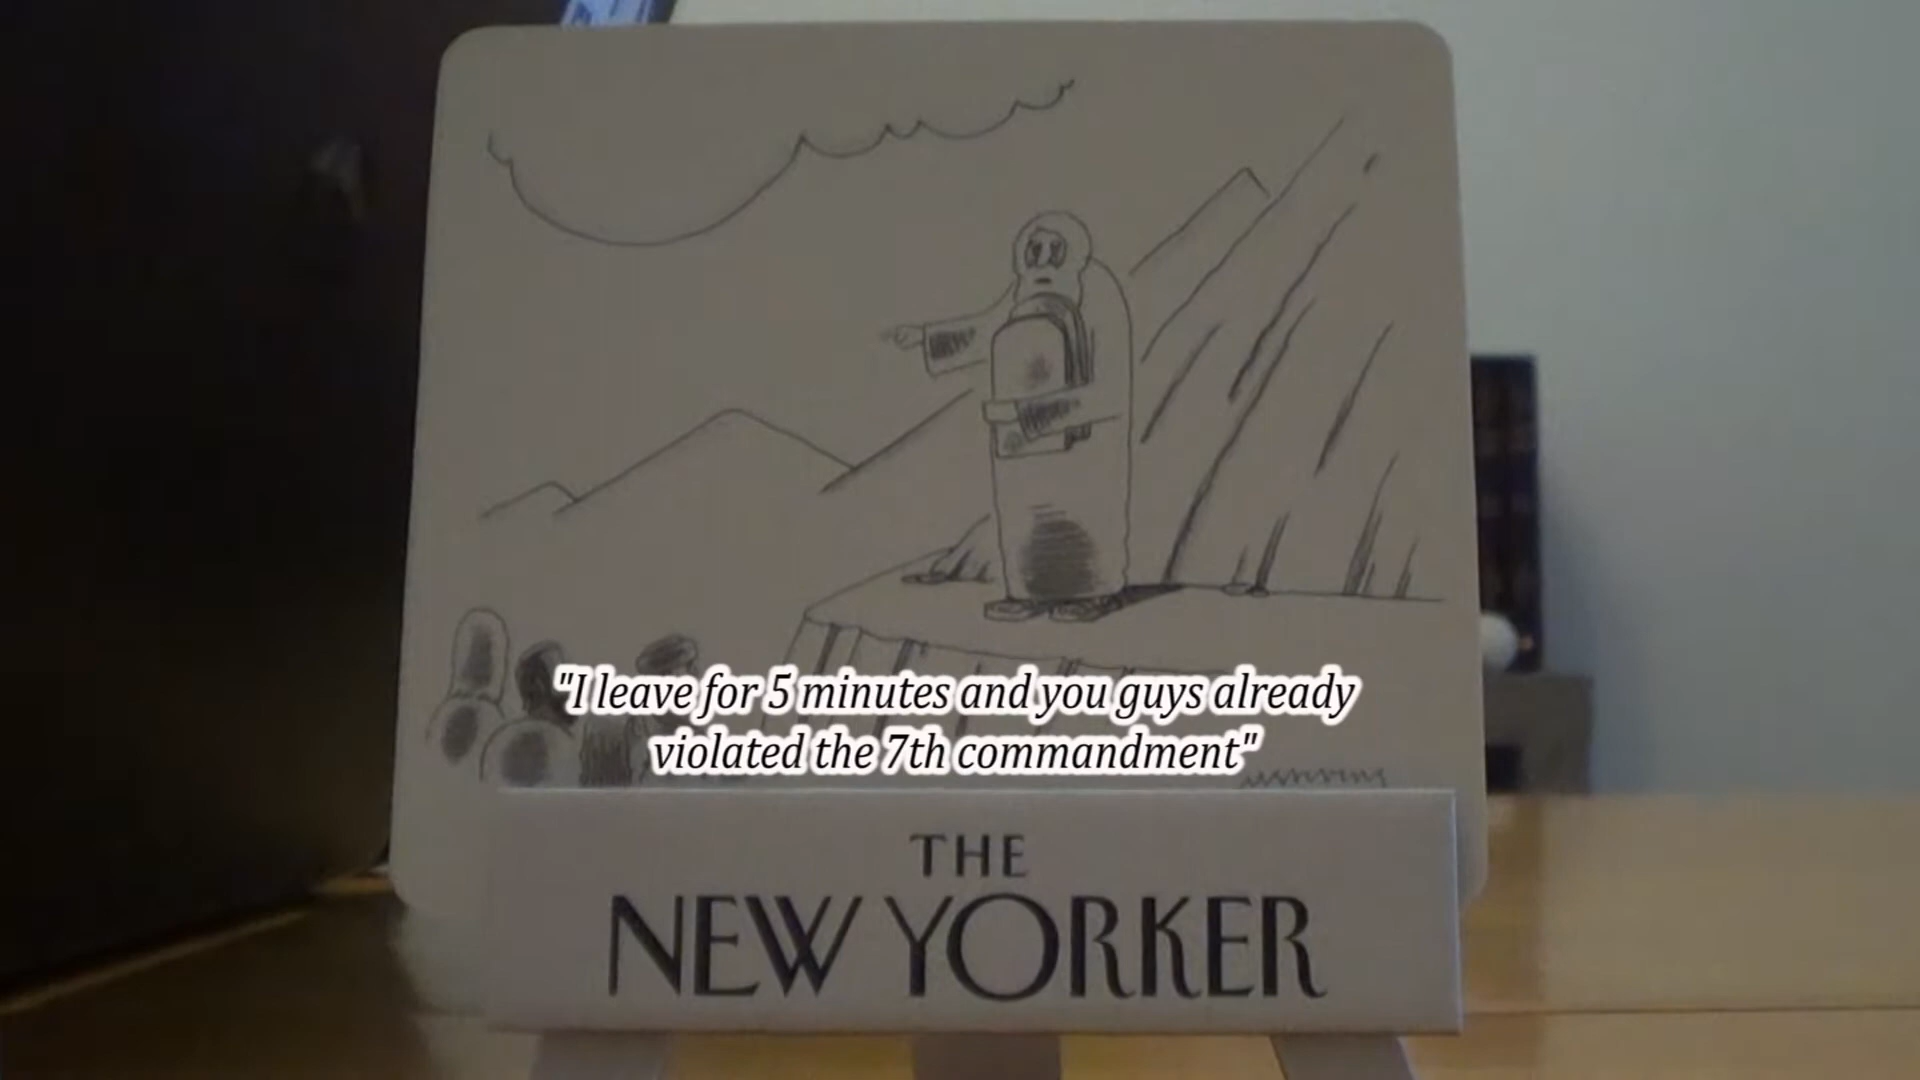 "I leave for 5 minutes and you guys already
violated the 7th commandment"
THE
NEW YORKER